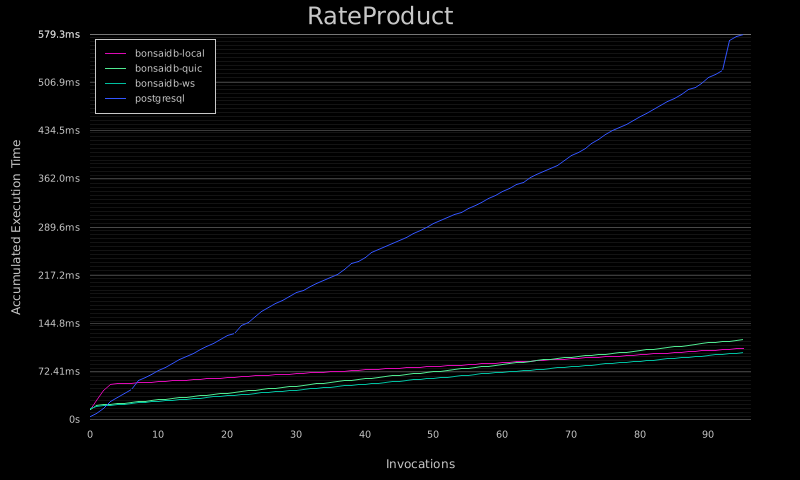 RateProduct
579.3ms
506.9ms
434.5ms
362.0ms
289.6ms
217.2ms
144.8ms
72.41ms
0s
bonsaidb-local
bonsaidb-quic
bonsaidb-ws
postgresql
Accumulated Execution Time
0 10 20 30 40 50 60 70 80 90
Invocations